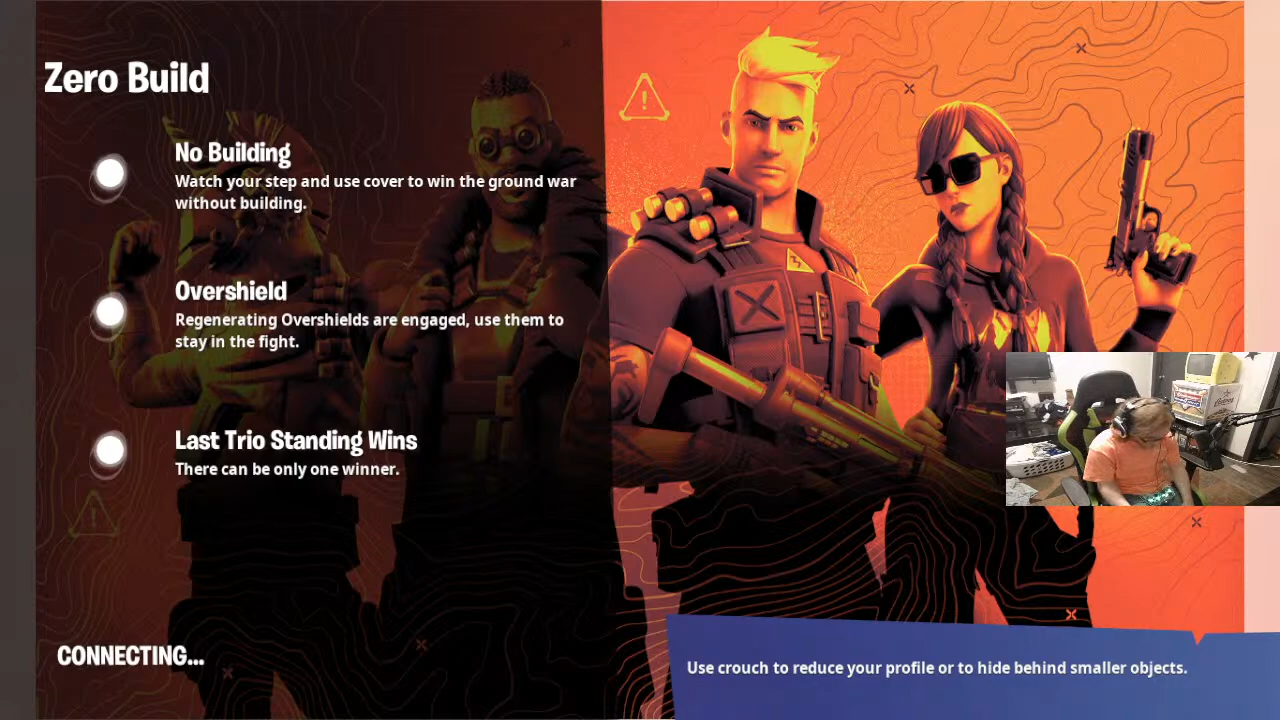 Zero Build
No Building
Watch your step and use cover to win the ground war
without building.
Overshield
Regenerating Overshields are engaged, use them to
stay in the fight.
Last Trio Standing Wins
There can be only one winner.
CONNECTING...
Use crouch to reduce your profile or to hide behind smaller objects.